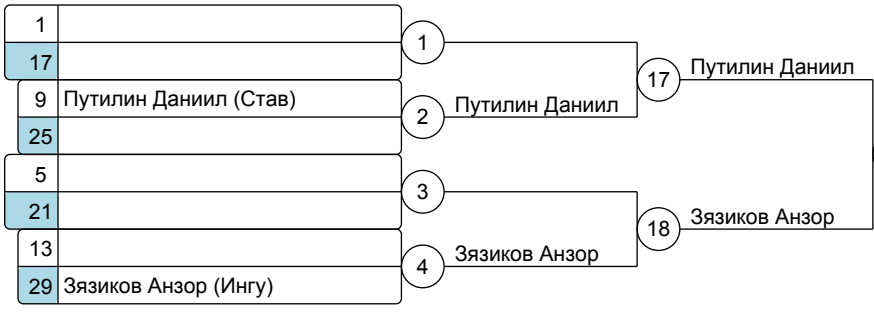 1
17
9 Путилин Даниил (Став)
25
5
21
13
29 Зязиков Анзор (Ингу)
1
2 Путилин Даниил
3
4 Зязиков Анзор
17 Путилин Даниил
18 Зязиков Анзор